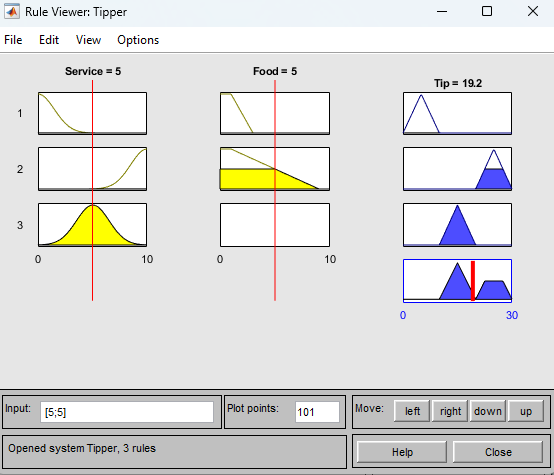 Rule Viewer: Tipper
File Edit View Options
Service = 5 Food = 5 Tip = 19.2
1
2
3
0 10 0 10
0 30
Input: [5;5] Plot points: 101 Move: left right down up
Opened system Tipper, 3 rules Help Close